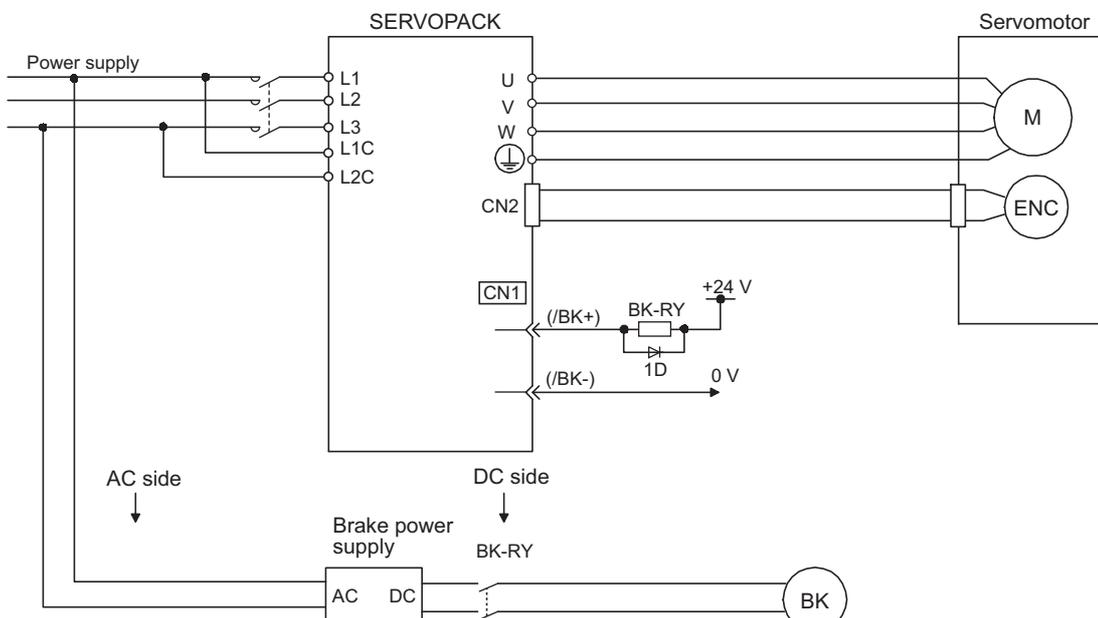 SERVOPACK
Servomotor
Power supply
L1
L2
L3
L1C
L2C
U
V
W
M
CN2
ENC
CN1
+24 V
(/BK+)
BK-RY
1D
(/BK-)
0 V
AC side
DC side
Brake power
supply
BK-RY
AC
DC
BK